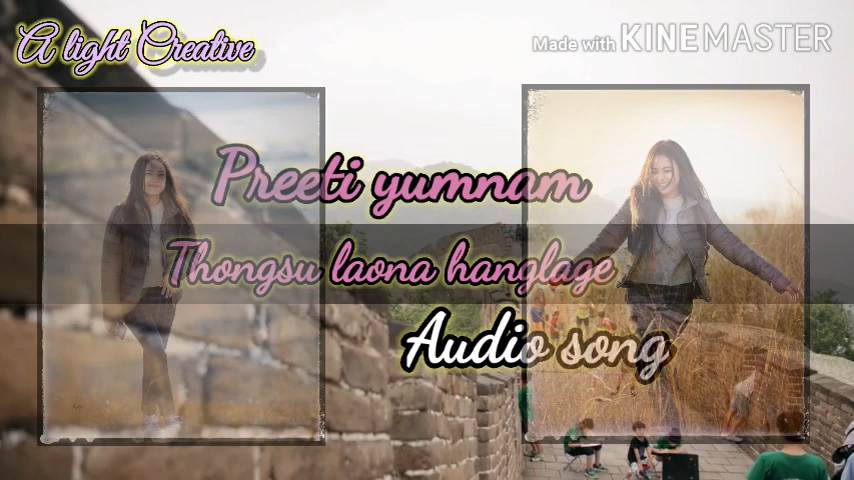 A light Creative
Made with KINEMASTER
Preeti yumnam
Thongsu laona hanglage
Audio song